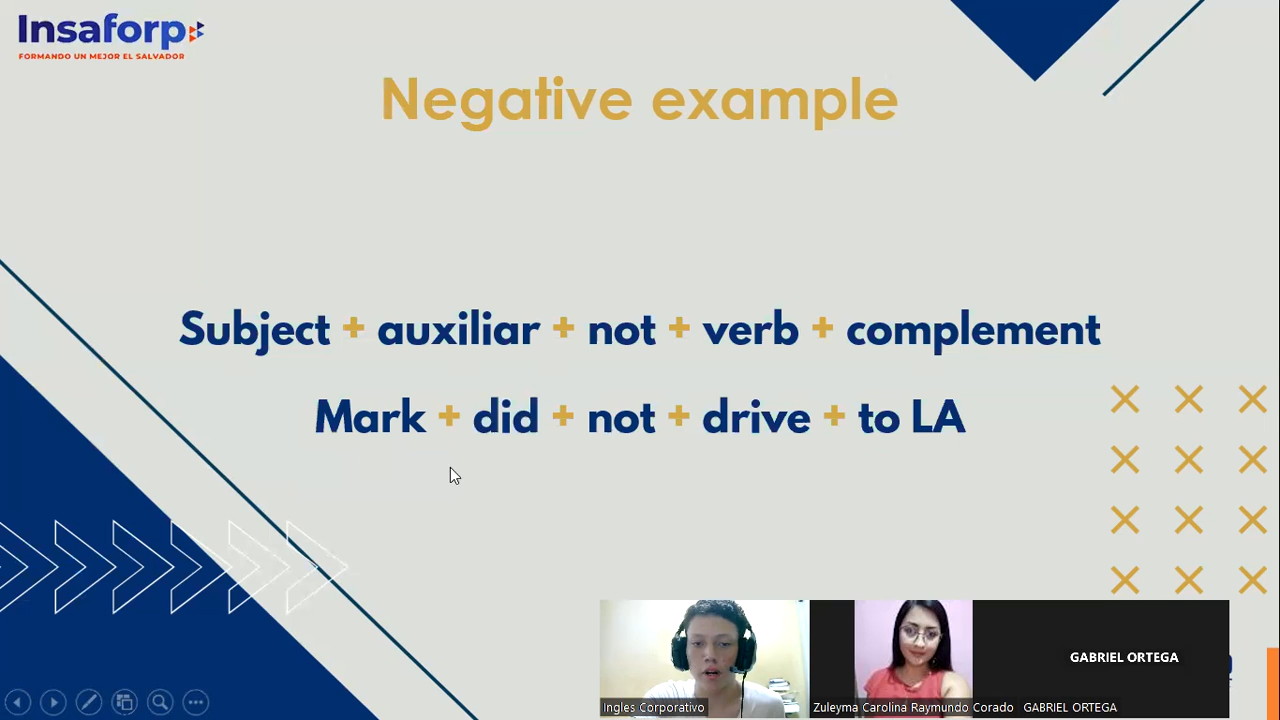 Insaforp
FORMANDO UN MEJOR EL SALVADOR
Negative example
Subject + auxiliar + not + verb + complement
Mark + did + not + drive + to LA
GABRIEL ORTEGA
Ingles Corporativo
Zuleyma Carolina Raymundo Corado
GABRIEL ORTEGA